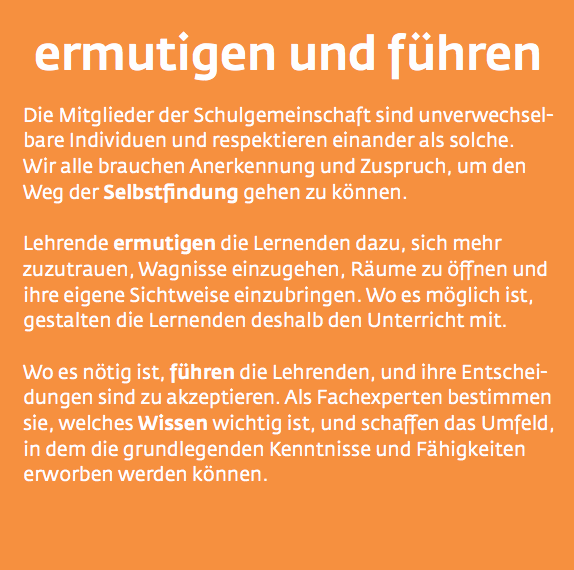 ermutigen und führen
Die Mitglieder der Schulgemeinschaft sind unverwechsel-
bare Individuen und respektieren einander als solche.
Wir alle brauchen Anerkennung und Zuspruch, um den
Weg der Selbstfindung gehen zu können.
Lehrende ermutigen die Lernenden dazu, sich mehr
zuzutrauen, Wagnisse einzugehen, Räume zu öffnen und
ihre eigene Sichtweise einzubringen. Wo es möglich ist,
gestalten die Lernenden deshalb den Unterricht mit.
Wo es nötig ist, führen die Lehrenden, und ihre Entschei-
dungen sind zu akzeptieren. Als Fachexperten bestimmen
sie, welches Wissen wichtig ist, und schaffen das Umfeld,
in dem die grundlegenden Kenntnisse und Fähigkeiten
erworben werden können.